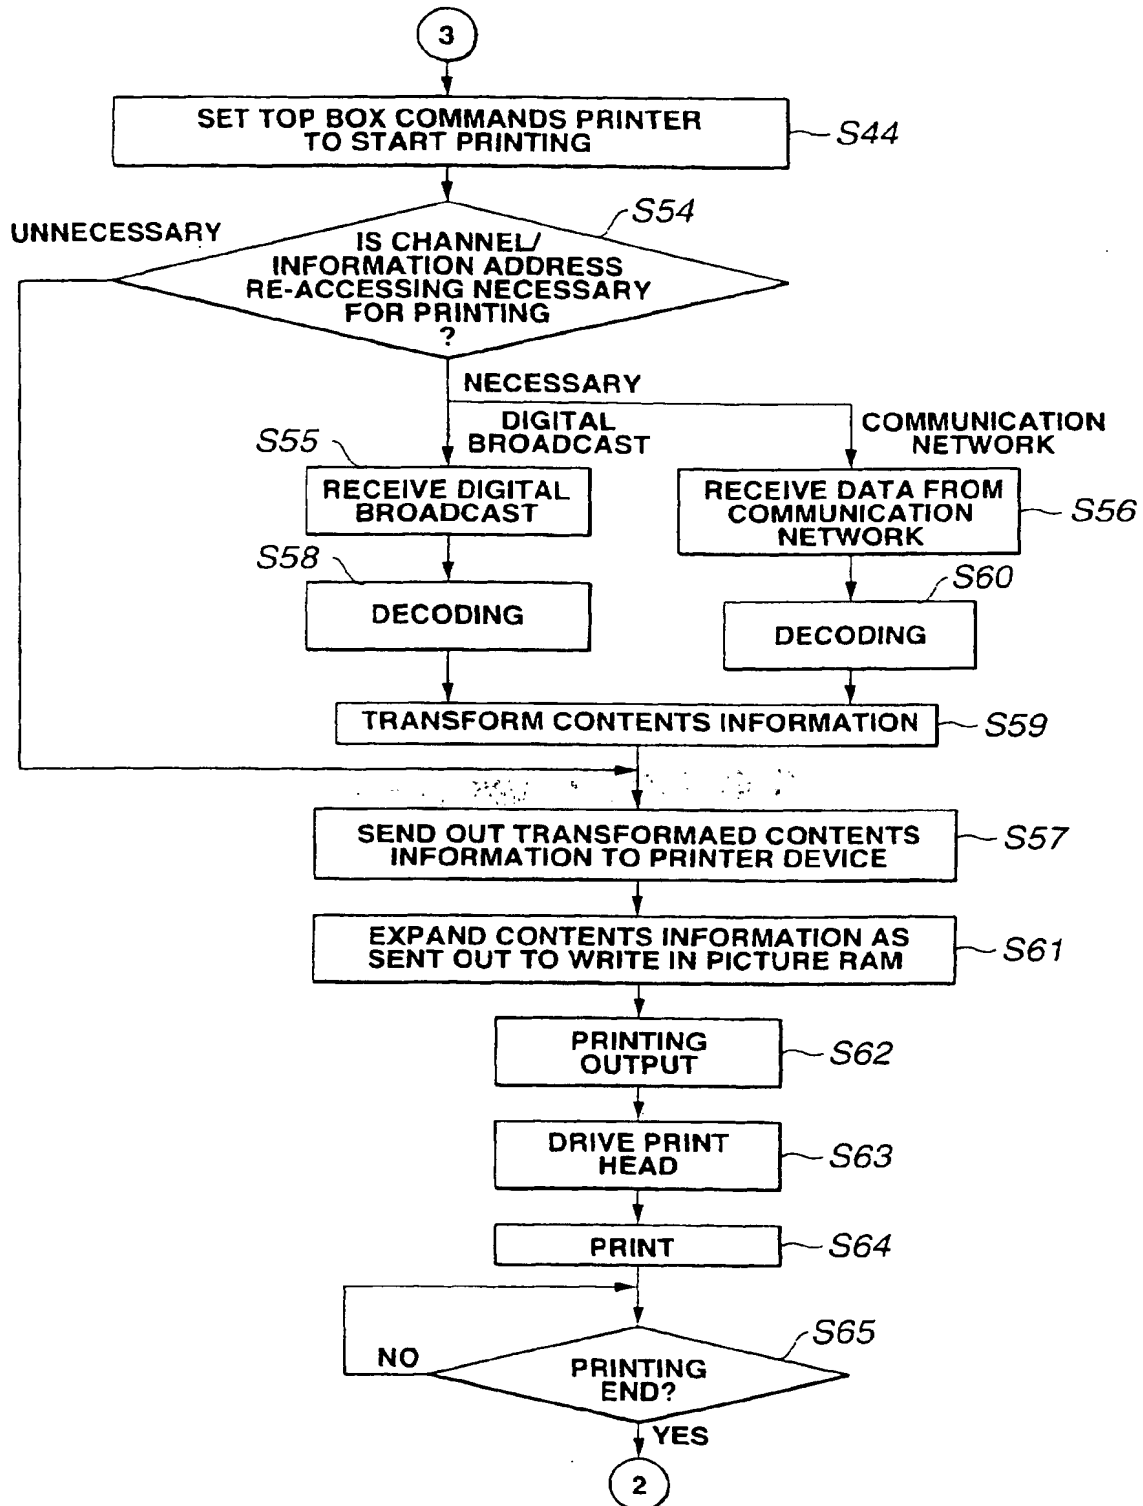 3
SET TOP BOX COMMANDS PRINTER
TO START PRINTING
S44
S54
UNNECESSARY
IS CHANNEL/
INFORMATION ADDRESS
RE-ACCESSING NECESSARY
FOR PRINTING
?
NECESSARY
DIGITAL
BROADCAST
COMMUNICATION
NETWORK
S55
RECEIVE DIGITAL
BROADCAST
RECEIVE DATA FROM
COMMUNICATION
NETWORK
S56
S58
DECODING
S60
DECODING
TRANSFORM CONTENTS INFORMATION
S59
SEND OUT TRANSFORMAED CONTENTS
INFORMATION TO PRINTER DEVICE
S57
EXPAND CONTENTS INFORMATION AS
SENT OUT TO WRITE IN PICTURE RAM
S61
PRINTING
OUTPUT
S62
DRIVE PRINT
HEAD
S63
PRINT
S64
S65
NO
PRINTING
END?
YES
2